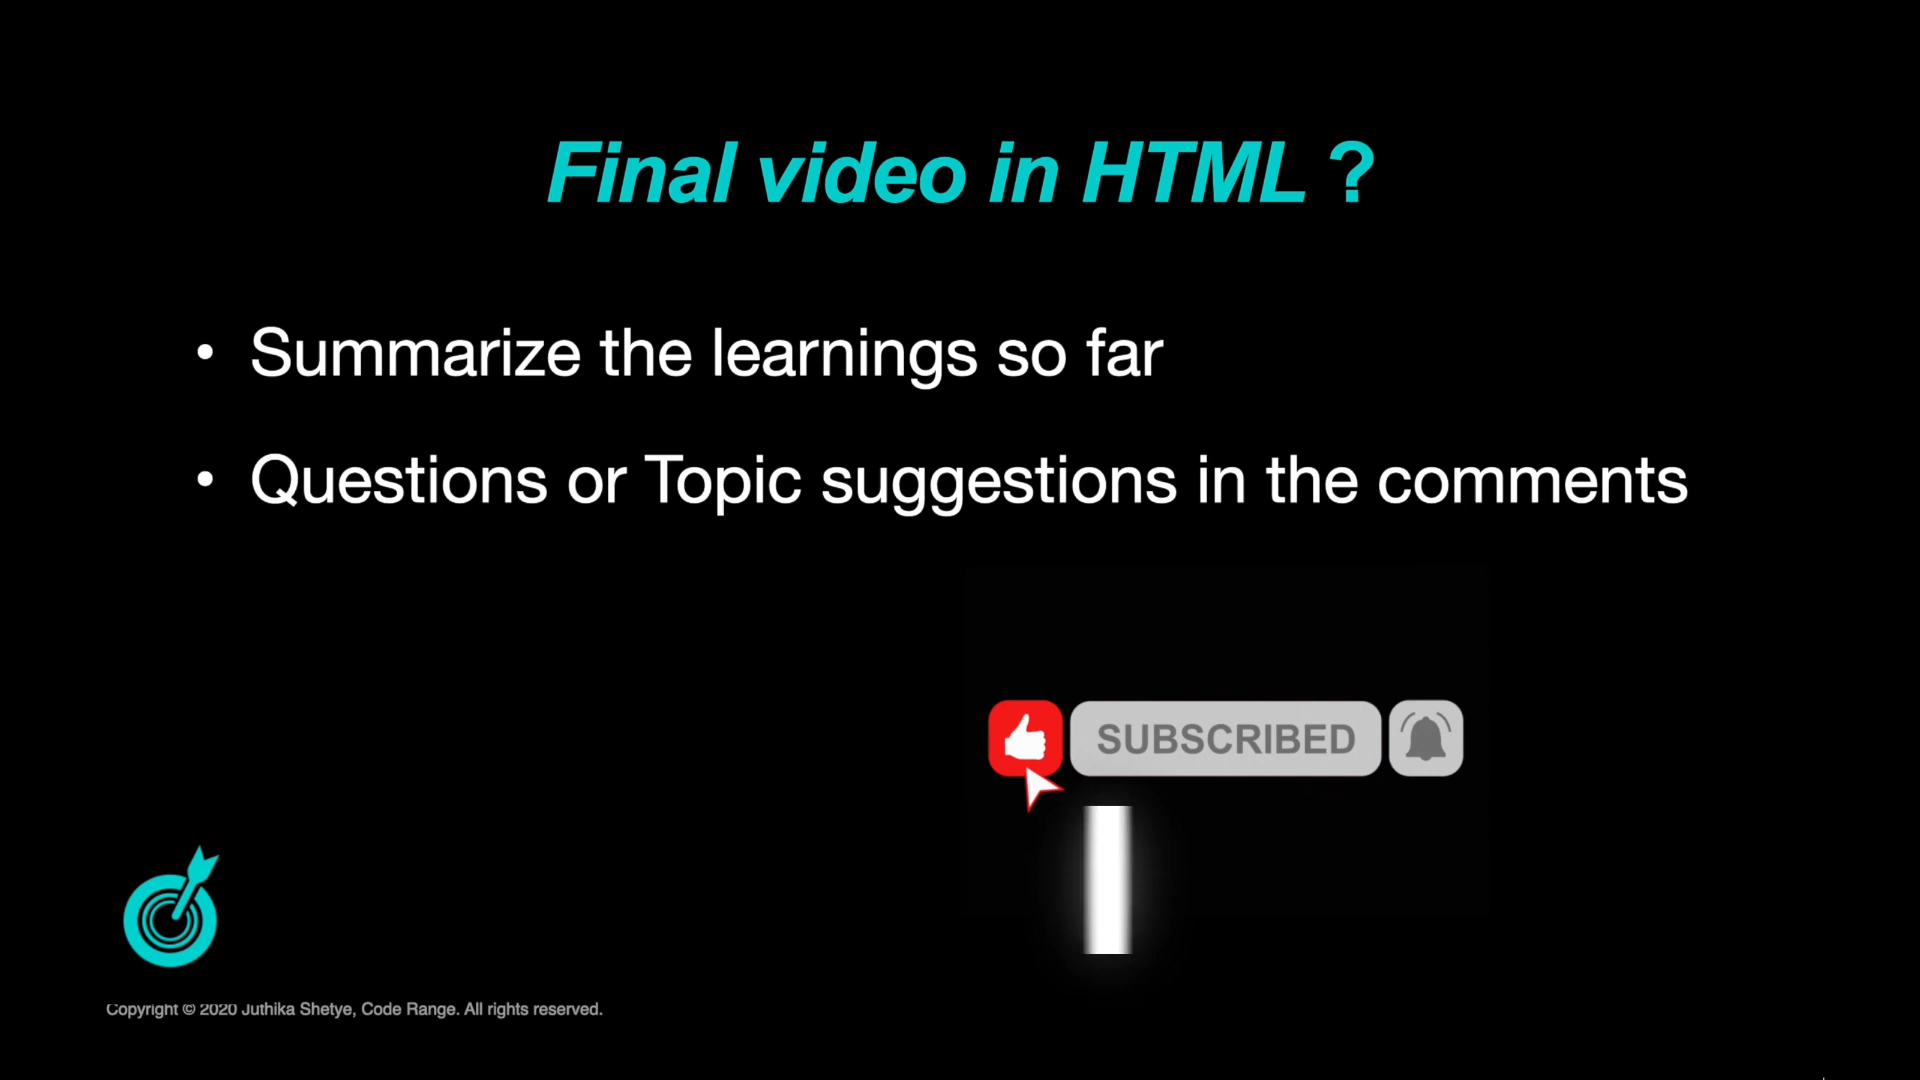 Final video in HTML ?
• Summarize the learnings so far
• Questions or Topic suggestions in the comments
SUBSCRIBED
Copyright © 2020 Juthika Shetye, Code Range. All rights reserved.